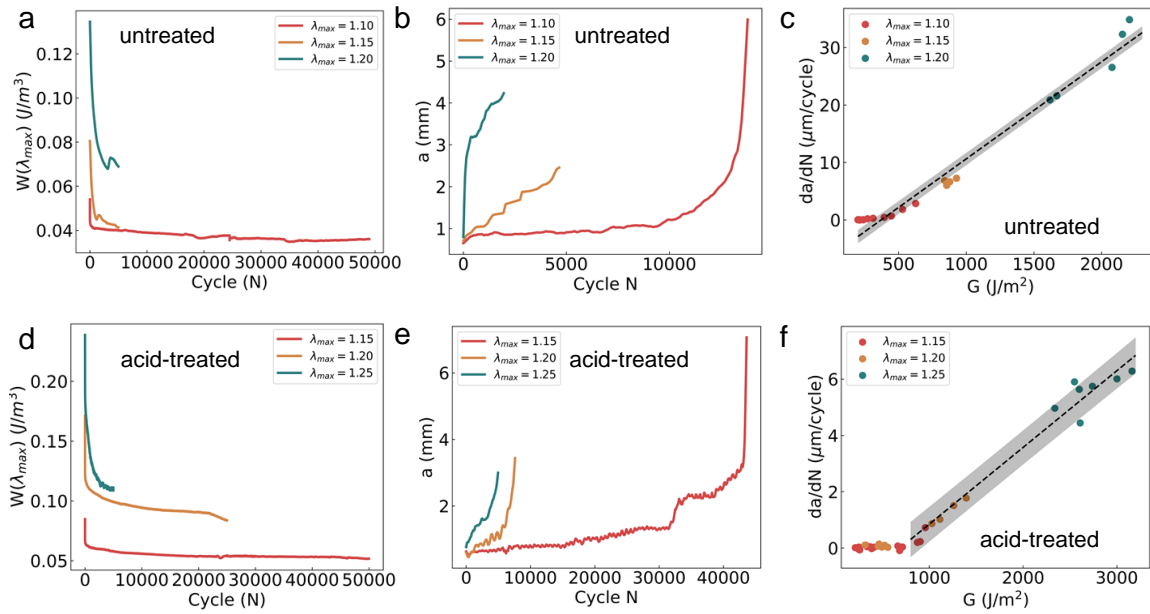 a
untreated
λmax = 1.10
λmax = 1.15
λmax = 1.20
W(λmax) (J/m³)
0.12
0.10
0.08
0.06
0.04
0 10000 20000 30000 40000 50000
Cycle (N)
b
untreated
λmax = 1.10
λmax = 1.15
λmax = 1.20
a (mm)
6
5
4
3
2
1
0 5000 10000
Cycle N
c
λmax = 1.10
λmax = 1.15
λmax = 1.20
da/dN (μm/cycle)
30
20
10
0
untreated
500 1000 1500 2000
G (J/m²)
d
acid-treated
λmax = 1.15
λmax = 1.20
λmax = 1.25
W(λmax) (J/m³)
0.20
0.15
0.10
0.05
0 10000 20000 30000 40000 50000
Cycle (N)
e
acid-treated
λmax = 1.15
λmax = 1.20
λmax = 1.25
a (mm)
6
4
2
0 10000 20000 30000 40000
Cycle N
f
λmax = 1.15
λmax = 1.20
λmax = 1.25
da/dN (μm/cycle)
6
4
2
0
acid-treated
1000 2000 3000
G (J/m²)